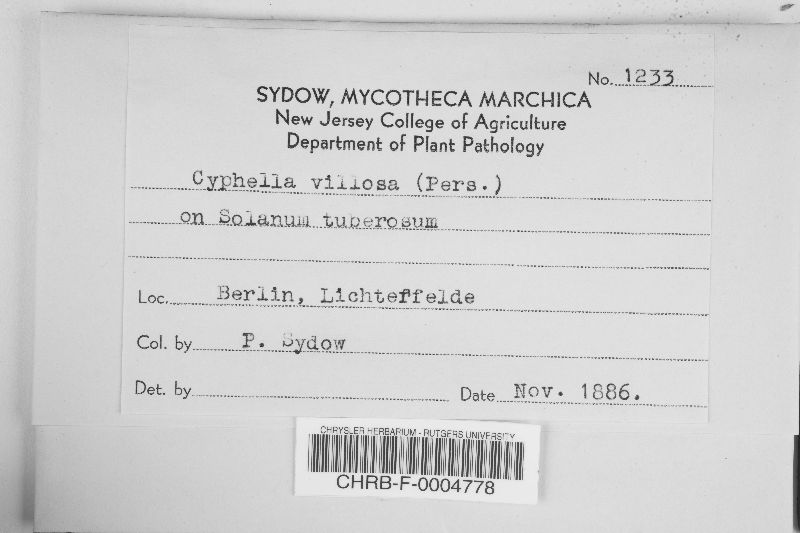 No. 1233
SYDOW, MYCOTHECA MARCHICA
New Jersey College of Agriculture
Department of Plant Pathology
Cyphella villosa (Pers.)
on Solanum tuberosum
Loc. Berlin, Lichteffelde
Col. by P. Sydow
Det. by
Date Nov. 1886.
CHRYSLER HERBARIUM - RUTGERS UNIVERSITY
CHRB-F-0004778